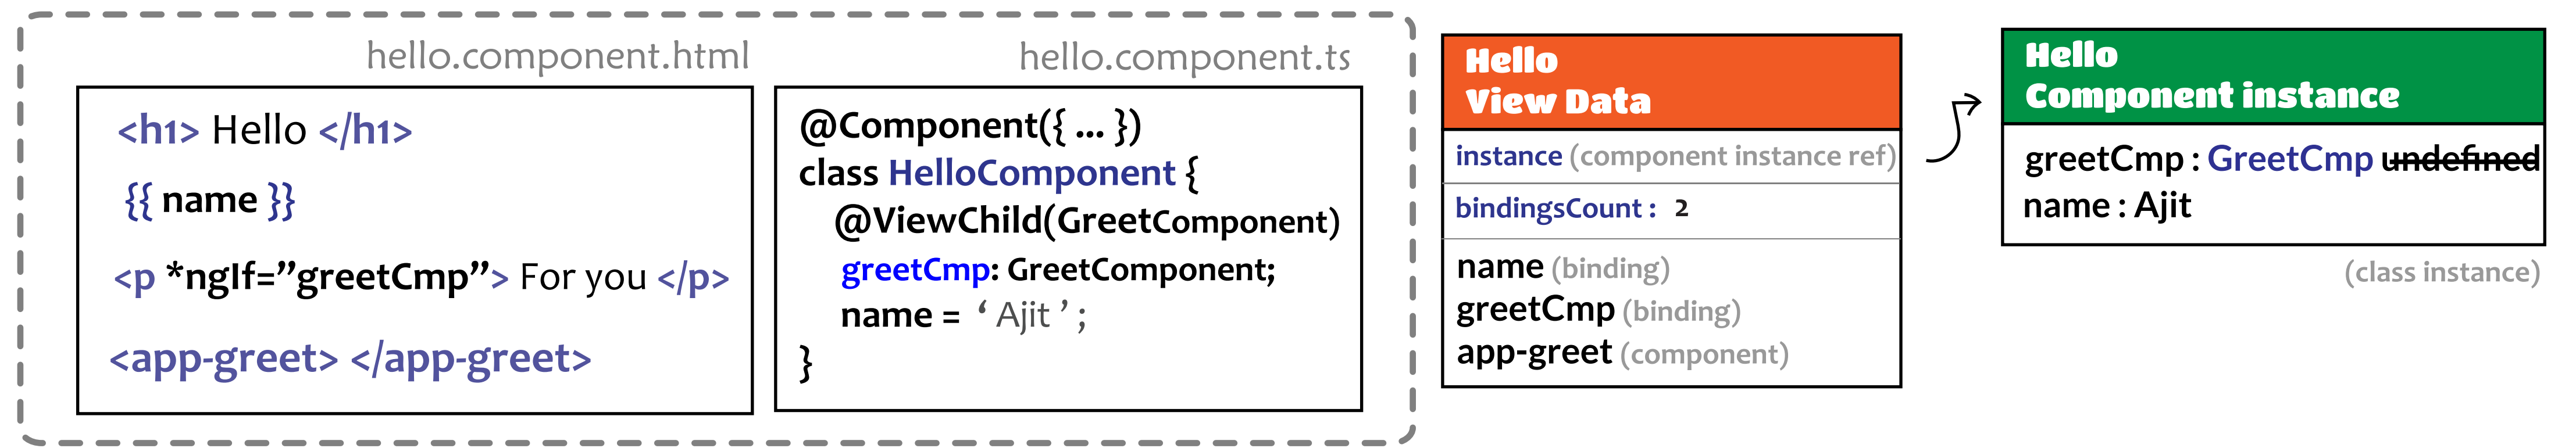 hello.component.html
<h1> Hello </h1>
{{ name }}
<p *ngIf=”greetCmp”> For you </p>
<app-greet> </app-greet>
hello.component.ts
@Component({ ... })
class HelloComponent {
@ViewChild(GreetComponent)
greetCmp: GreetComponent;
name = ‘ Ajit ’ ;
}
Hello
View Data
instance (component instance ref)
bindingsCount : 2
name (binding)
greetCmp (binding)
app-greet (component)
Hello
Component instance
greetCmp : GreetCmp undefined
name : Ajit
(class instance)